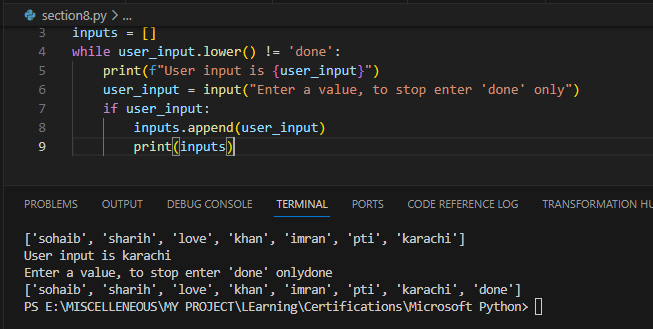 section8.py > ...
3 inputs = []
4 while user_input.lower() != 'done':
5 print(f"User input is {user_input}")
6 user_input = input("Enter a value, to stop enter 'done' only")
7 if user_input:
8 inputs.append(user_input)
9 print(inputs)
PROBLEMS OUTPUT DEBUG CONSOLE TERMINAL PORTS CODE REFERENCE LOG TRANSFORMATION HU
['sohaib', 'sharih', 'love', 'khan', 'imran', 'pti', 'karachi']
User input is karachi
Enter a value, to stop enter 'done' onlydone
['sohaib', 'sharih', 'love', 'khan', 'imran', 'pti', 'karachi', 'done']
PS E:\MISCELLENEOUS\MY PROJECT\LEarning\Certifications\Microsoft Python>